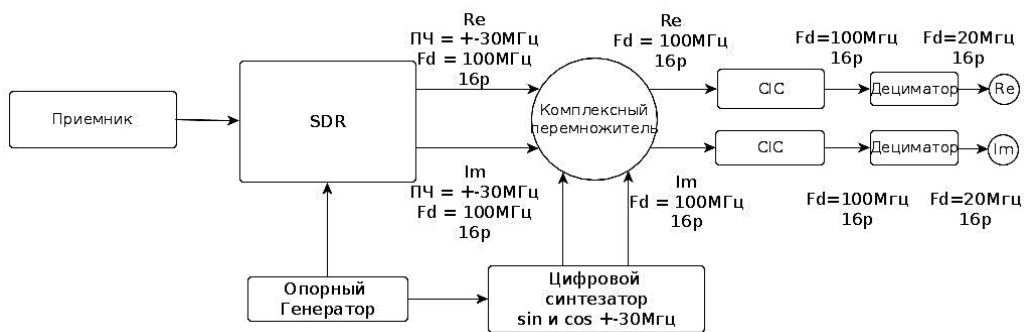 Re
ПЧ = +-30МГц
Fd = 100МГц
16р
Re
Fd = 100Мгц
16р
Fd=100Мгц
16р
Fd=20Мгц
16р
Приемник
SDR
Комплексный
перемножитель
CIC
Дециматор
Re
CIC
Дециматор
Im
Im
ПЧ = +-30МГц
Fd = 100МГц
16р
Im
Fd = 100Мгц
16р
Fd=100Мгц
16р
Fd=20Мгц
16р
Опорный
Генератор
Цифровой
синтезатор
sin и cos +-30Мгц